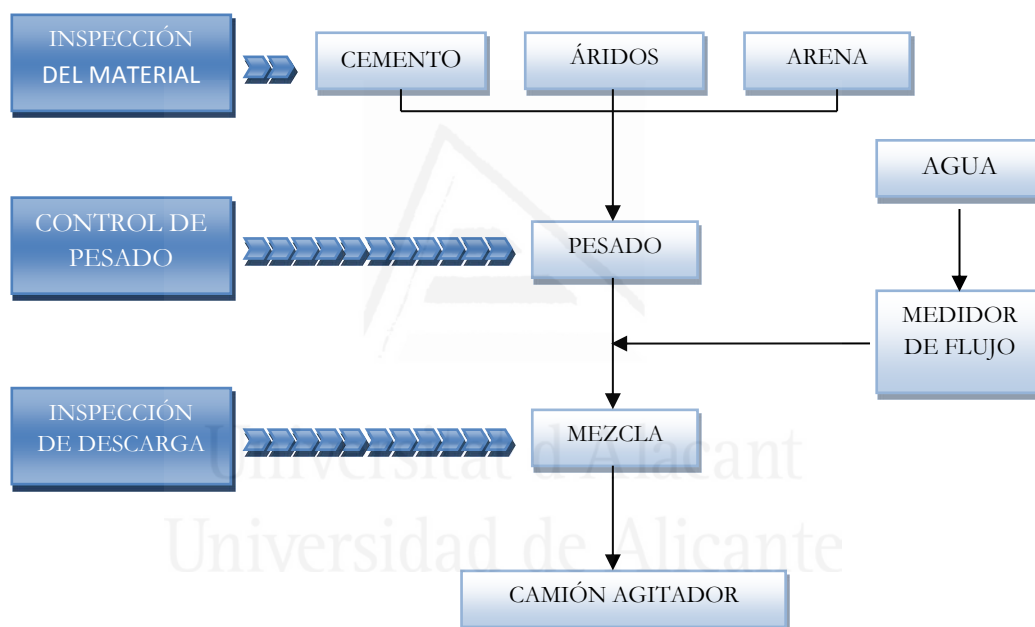 INSPECCIÓN
DEL MATERIAL
CEMENTO
ÁRIDOS
ARENA
AGUA
CONTROL DE
PESADO
PESADO
MEDIDOR
DE FLUJO
INSPECCIÓN
DE DESCARGA
MEZCLA
Universitat d'Alacant
Universidad de Alicante
CAMIÓN AGITADOR